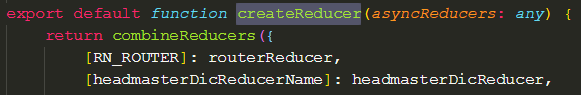 export default function createReducer(asyncReducers: any) {
return combineReducers({
[RN_ROUTER]: routerReducer,
[headmasterDicReducerName]: headmasterDicReducer,